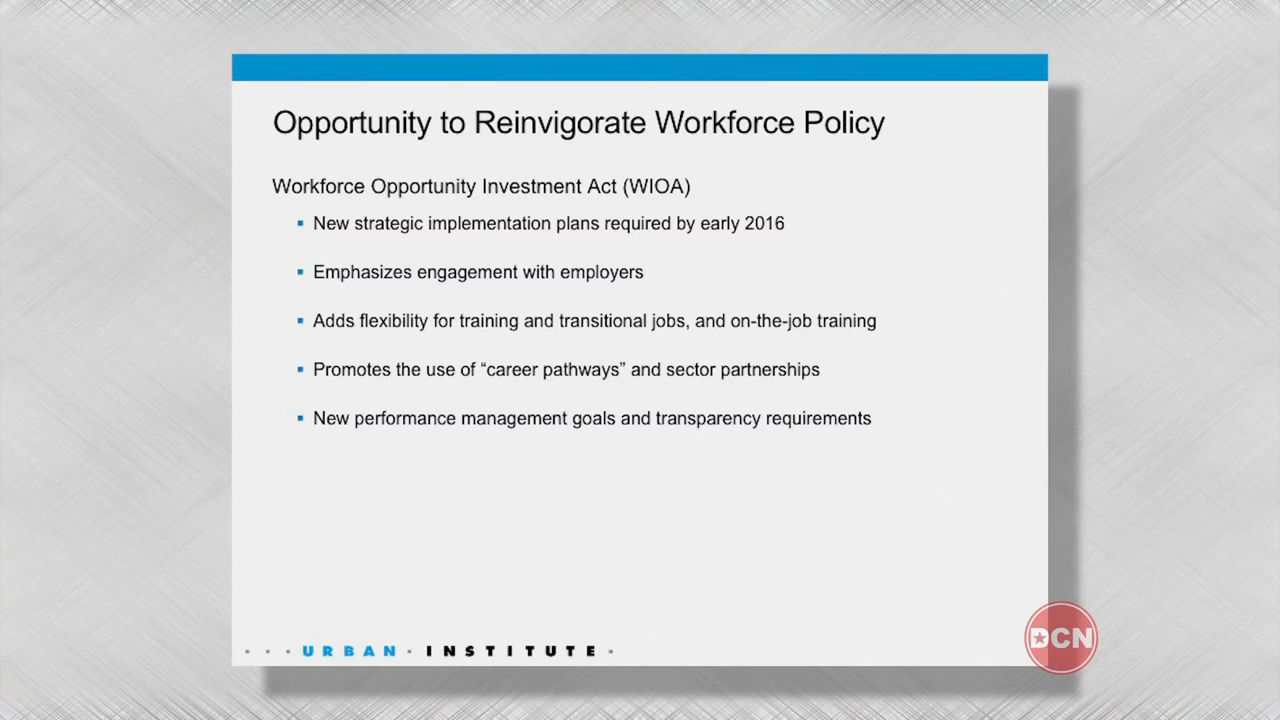 Opportunity to Reinvigorate Workforce Policy
Workforce Opportunity Investment Act (WIOA)
New strategic implementation plans required by early 2016
Emphasizes engagement with employers
Adds flexibility for training and transitional jobs, and on-the-job training
Promotes the use of “career pathways” and sector partnerships
New performance management goals and transparency requirements
URBAN INSTITUTE
DCN